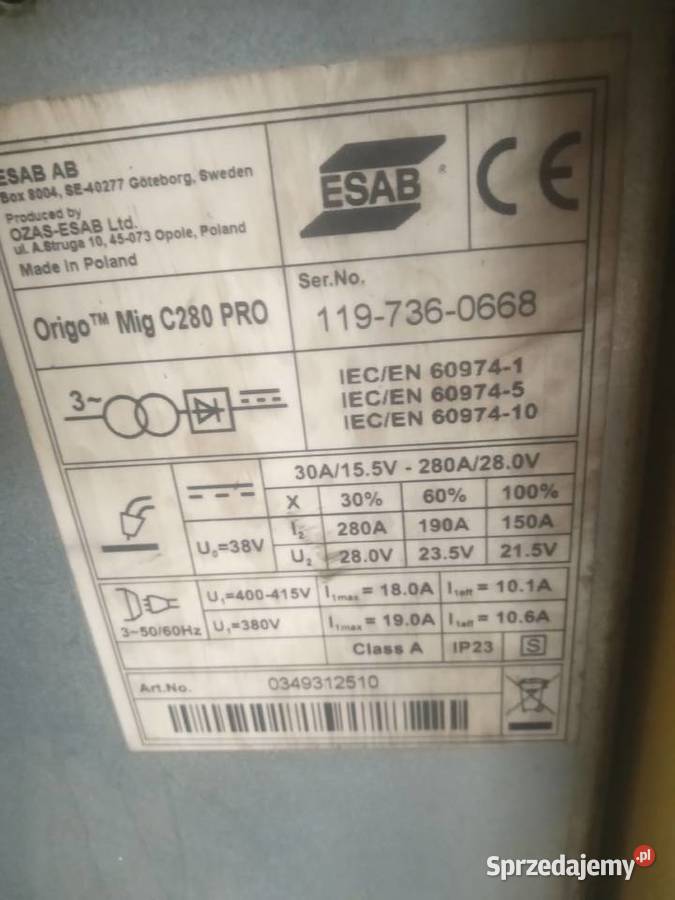 ESAB AB
Box 8004, SE-40277 Göteborg, Sweden
Produced by
OZAS-ESAB Ltd.
ul. A.Struga 10, 45-073 Opole, Poland
Made in Poland
ESAB ®
CE
Origo™ Mig C280 PRO
Ser.No.
119-736-0668
3~
IEC/EN 60974-1
IEC/EN 60974-5
IEC/EN 60974-10
30A/15.5V - 280A/28.0V
X 30% 60% 100%
U₀=38V
I₂ 280A 190A 150A
U₂ 28.0V 23.5V 21.5V
3~50/60Hz
U₁=400-415V I₁max = 18.0A I₁eff = 10.1A
U₁=380V I₁max = 19.0A I₁eff = 10.6A
Class A IP23 S
Art.No. 0349312510
Sprzedajemy.pl